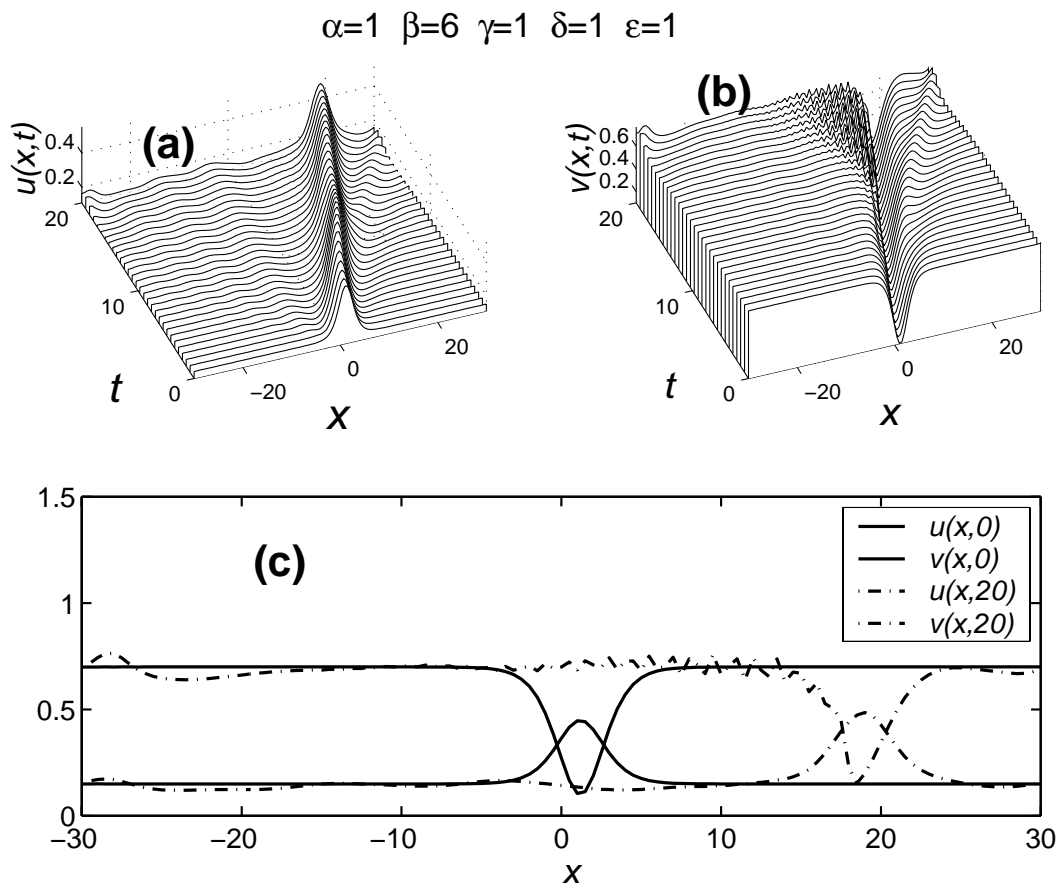 α=1 β=6 γ=1 δ=1 ε=1
(a)
u(x,t)
0.4
0.2
20
10
0
t
−20
0
20
x
(b)
v(x,t)
0.6
0.4
0.2
20
10
0
t
−20
0
20
x
(c)
1.5
1
0.5
0
−30
−20
−10
0
10
20
30
x
u(x,0)
v(x,0)
u(x,20)
v(x,20)